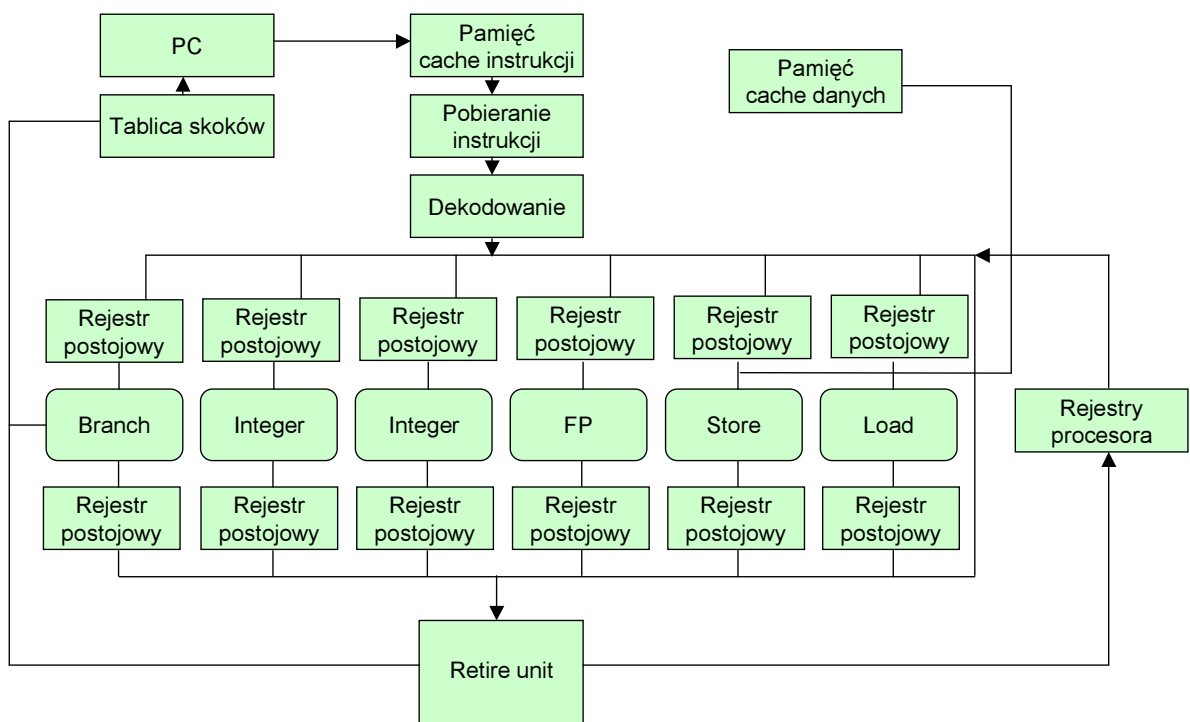 PC
Pamięć
cache instrukcji
Pamięć
cache danych
Tablica skoków
Pobieranie
instrukcji
Dekodowanie
Rejestr
postojowy
Rejestr
postojowy
Rejestr
postojowy
Rejestr
postojowy
Rejestr
postojowy
Rejestr
postojowy
Branch
Integer
Integer
FP
Store
Load
Rejestry
procesora
Rejestr
postojowy
Rejestr
postojowy
Rejestr
postojowy
Rejestr
postojowy
Rejestr
postojowy
Rejestr
postojowy
Retire unit